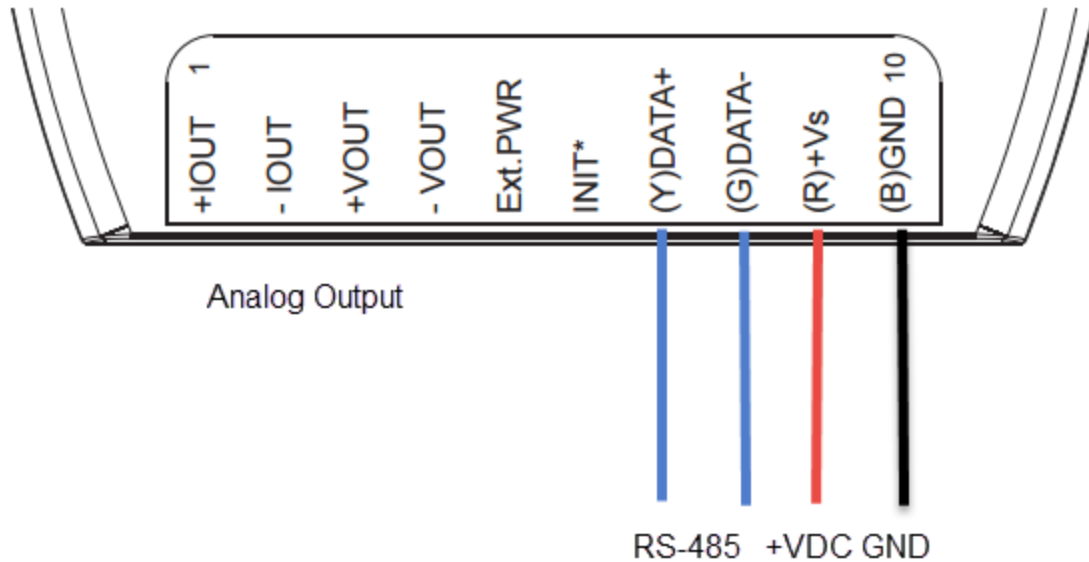 +IOUT 1
- IOUT
+VOUT
- VOUT
Ext.PWR
INIT*
(Y)DATA+
(G)DATA-
(R)+Vs
(B)GND 10
Analog Output
RS-485 +VDC GND